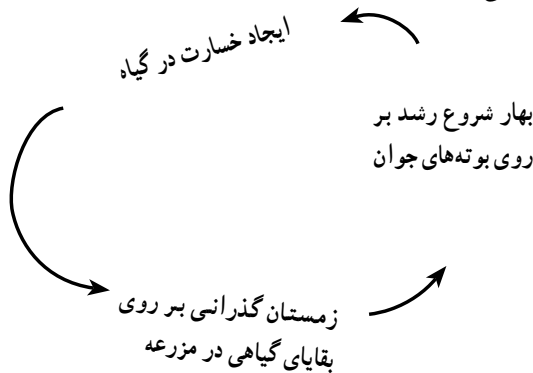 ایجاد خسارت در گیاه
بهار شروع رشد بر
روی بوته‌های جوان
زمستان گذرانی بر روی
بقایای گیاهی در مزرعه